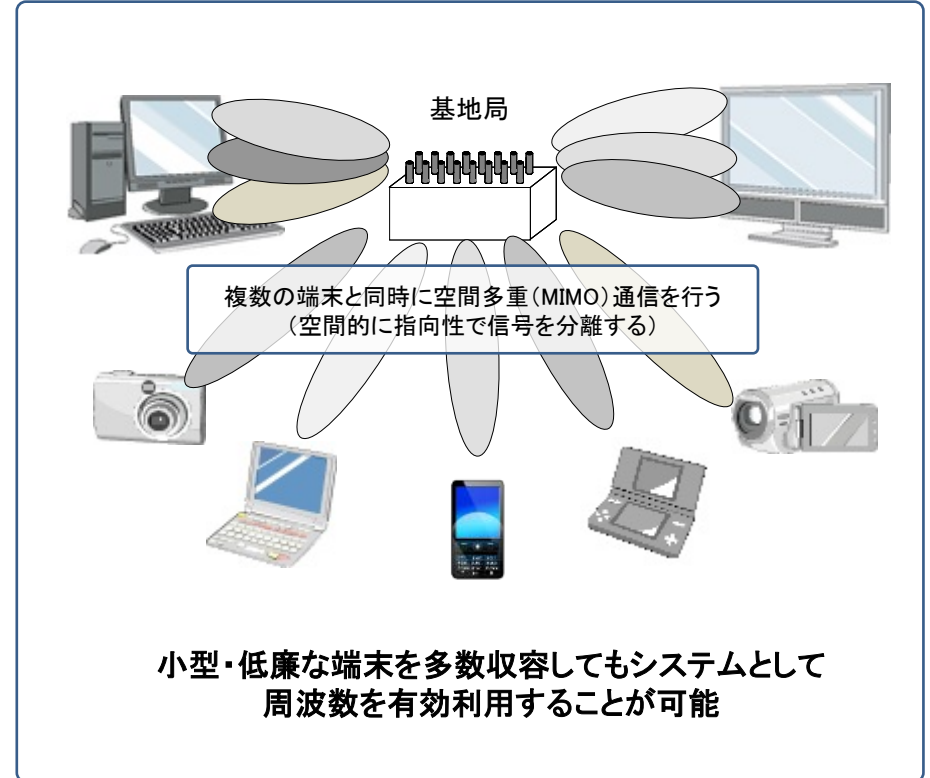 基地局
複数の端末と同時に空間多重(MIMO)通信を行う
(空間的に指向性で信号を分離する)
小型・低廉な端末を多数収容してもシステムとして
周波数を有効利用することが可能